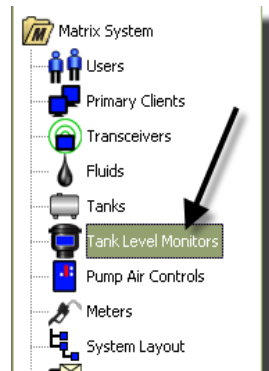 Matrix System
Users
Primary Clients
Transceivers
Fluids
Tanks
Tank Level Monitors
Pump Air Controls
Meters
System Layout